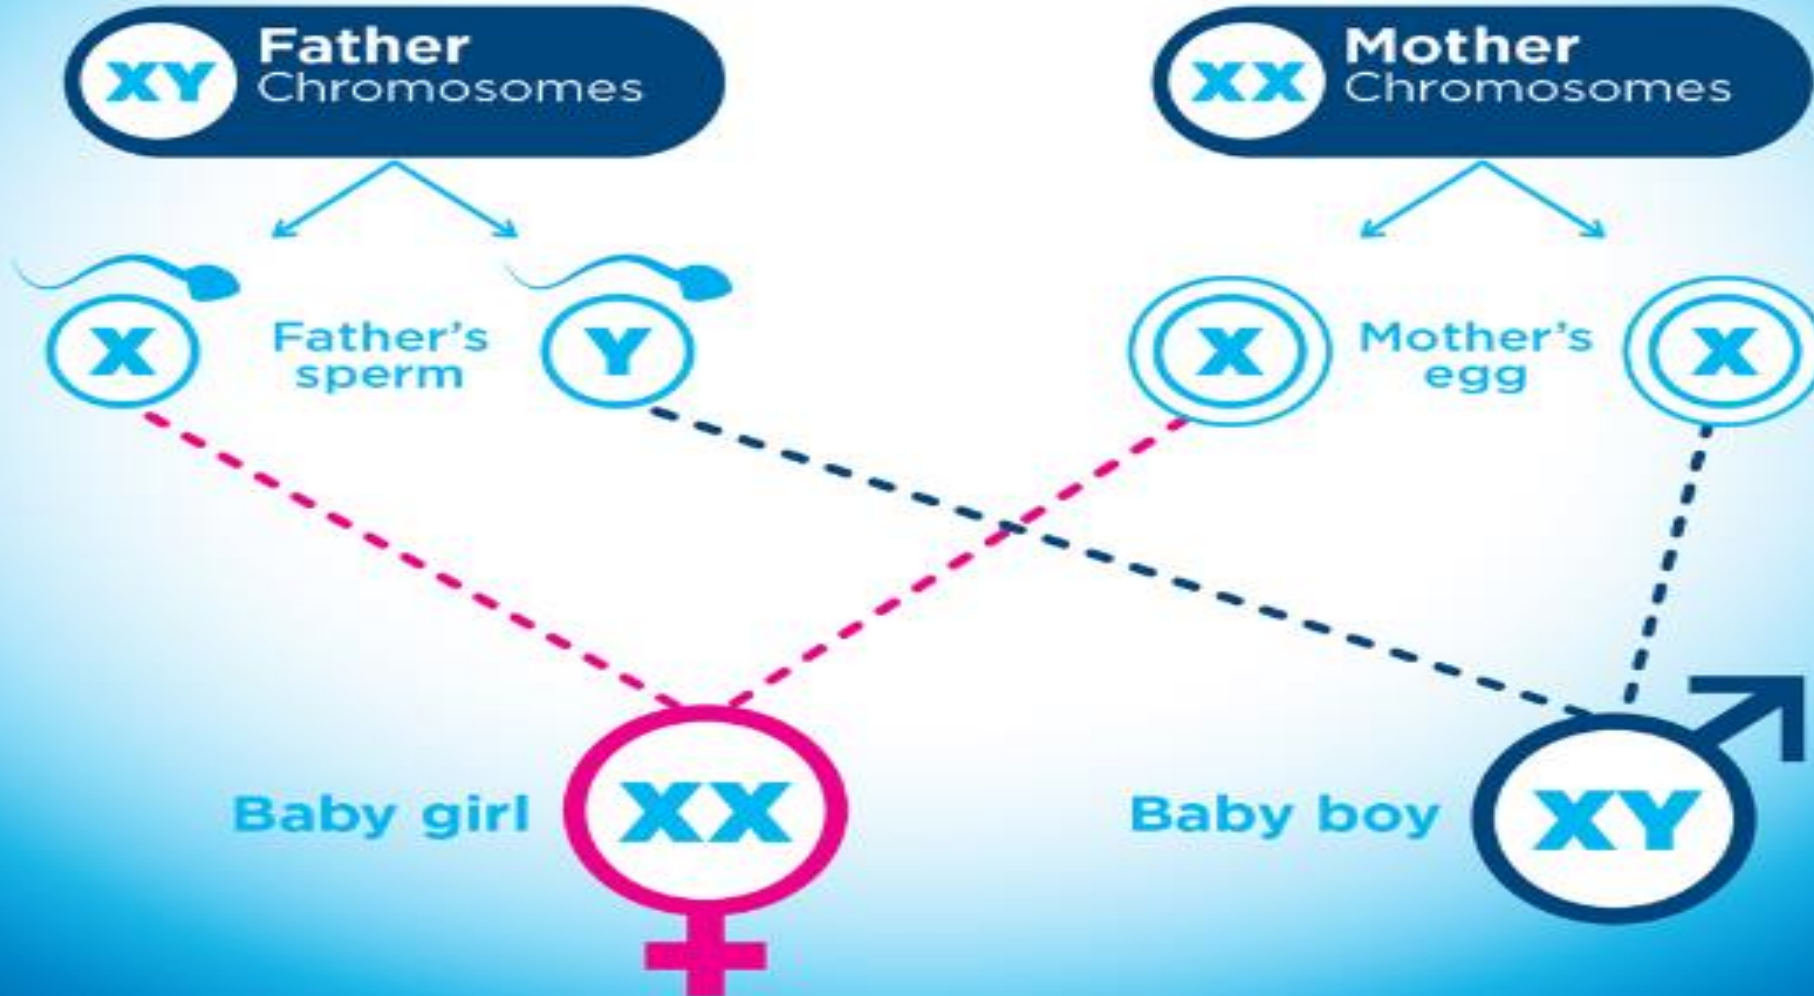 XY
Father
Chromosomes
XX
Mother
Chromosomes
X
Father's
sperm
Y
X
Mother's
egg
X
Baby girl
XX
Baby boy
XY